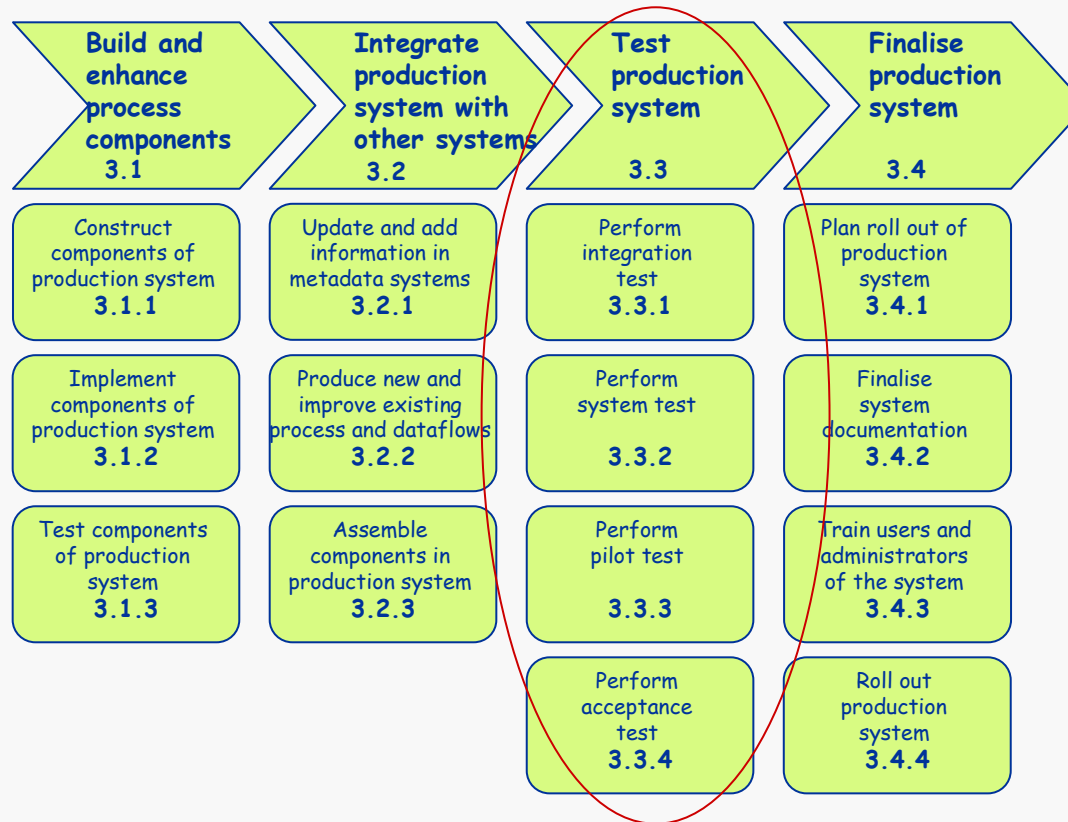 Build and
enhance
process
components
3.1
Integrate
production
system with
other systems
3.2
Test
production
system
3.3
Finalise
production
system
3.4
Construct
components of
production system
3.1.1
Update and add
information in
metadata systems
3.2.1
Perform
integration
test
3.3.1
Plan roll out of
production
system
3.4.1
Implement
components of
production system
3.1.2
Produce new and
improve existing
process and dataflows
3.2.2
Perform
system test
3.3.2
Finalise
system
documentation
3.4.2
Test components
of production
system
3.1.3
Assemble
components in
production system
3.2.3
Perform
pilot test
3.3.3
Train users and
administrators
of the system
3.4.3
Perform
acceptance
test
3.3.4
Roll out
production
system
3.4.4